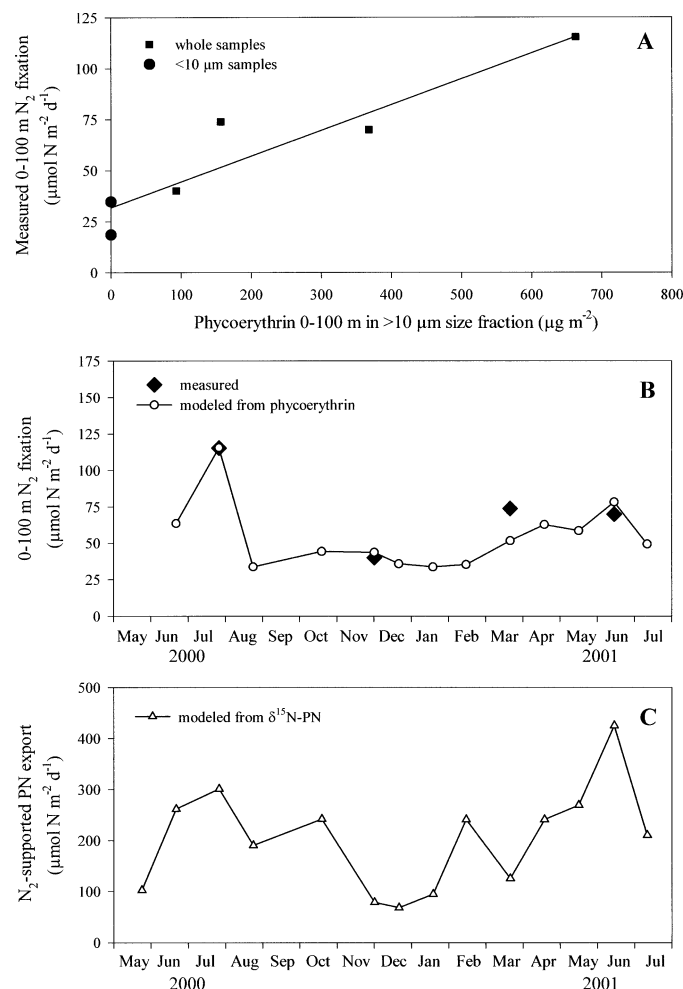 A
whole samples
<10 µm samples
Measured 0-100 m N₂ fixation
(µmol N m⁻² d⁻¹)
125
100
75
50
25
0
0 100 200 300 400 500 600 700 800
Phycoerythrin 0-100 m in >10 µm size fraction (µg m⁻²)
B
measured
modeled from phycoerythrin
0-100 m N₂ fixation
(µmol N m⁻² d⁻¹)
175
150
125
100
75
50
25
0
May Jun Jul Aug Sep Oct Nov Dec Jan Feb Mar Apr May Jun Jul
2000 2001
C
modeled from δ¹⁵N-PN
N₂-supported PN export
(µmol N m⁻² d⁻¹)
500
400
300
200
100
0
May Jun Jul Aug Sep Oct Nov Dec Jan Feb Mar Apr May Jun Jul
2000 2001